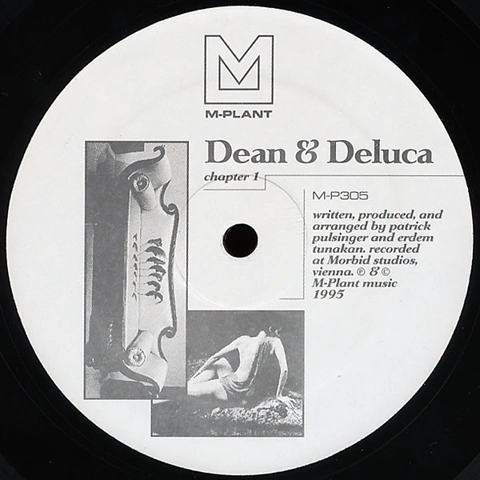 M
M-PLANT
Dean & Deluca
chapter 1
M-P305
written, produced, and
arranged by patrick
pulsinger and erdem
tunakan. recorded
at Morbid studios,
vienna. ℗ & ©
M-Plant music
1995